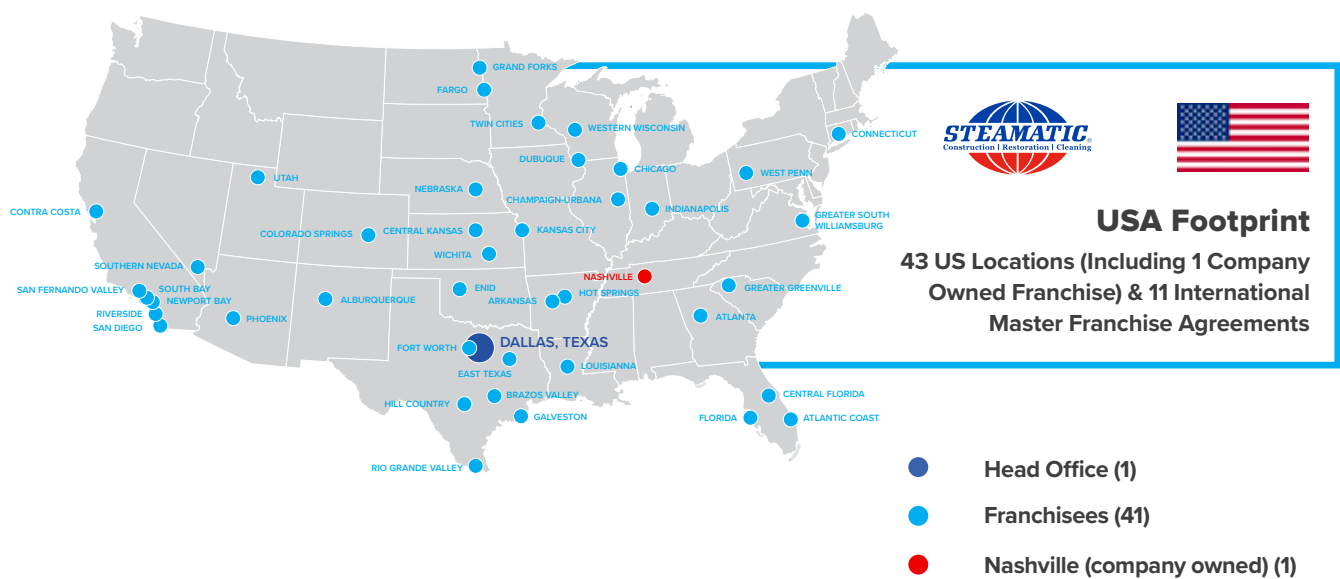 GRAND FORKS
FARGO
TWIN CITIES
WESTERN WISCONSIN
CONNECTICUT
DUBUQUE
CHICAGO
WEST PENN
UTAH
NEBRASKA
CHAMPAIGN-URBANA
INDIANAPOLIS
CONTRA COSTA
GREATER SOUTH
WILLIAMSBURG
COLORADO SPRINGS
CENTRAL KANSAS
KANSAS CITY
WICHITA
SOUTHERN NEVADA
NASHVILLE
SAN FERNANDO VALLEY
SOUTH BAY
NEWPORT BAY
ENID
ARKANSAS
HOT SPRINGS
GREATER GREENVILLE
ALBURQUERQUE
RIVERSIDE
SAN DIEGO
PHOENIX
ATLANTA
FORT WORTH
DALLAS, TEXAS
EAST TEXAS
LOUISIANNA
HILL COUNTRY
BRAZOS VALLEY
GALVESTON
CENTRAL FLORIDA
FLORIDA
ATLANTIC COAST
RIO GRANDE VALLEY
STEAMATIC®
Construction | Restoration | Cleaning
USA Footprint
43 US Locations (Including 1 Company
Owned Franchise) & 11 International
Master Franchise Agreements
Head Office (1)
Franchisees (41)
Nashville (company owned) (1)